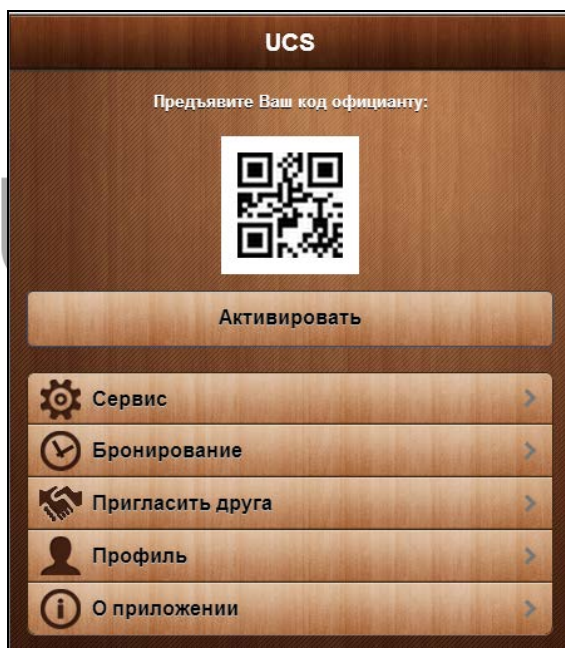 UCS
Предъявите Ваш код официанту:
Активировать
Сервис
Бронирование
Пригласить друга
Профиль
О приложении